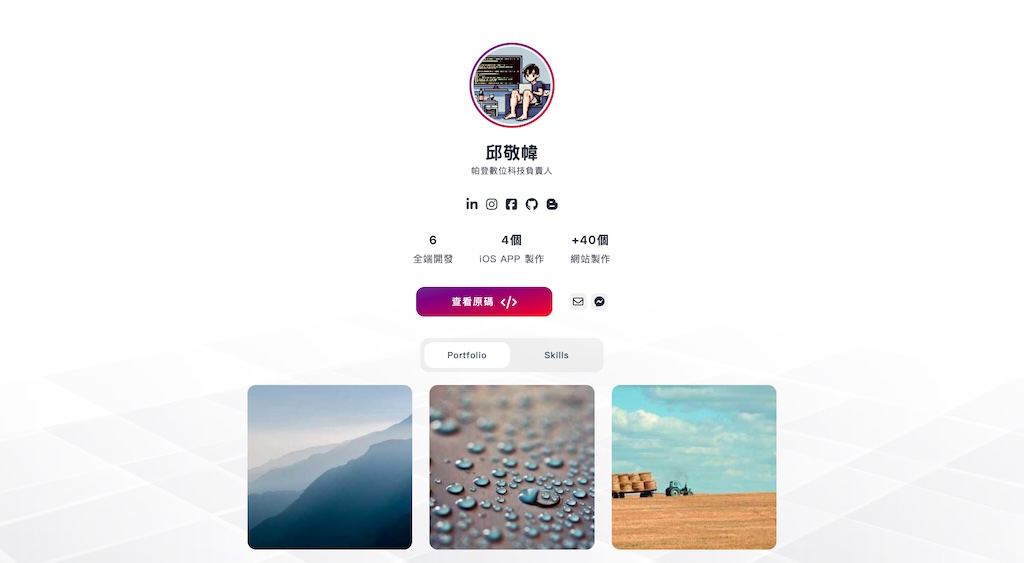 邱敬幃
帕登數位科技負責人
6
全端開發
4個
iOS APP 製作
+40個
網站製作
查看原碼 </>
Portfolio
Skills